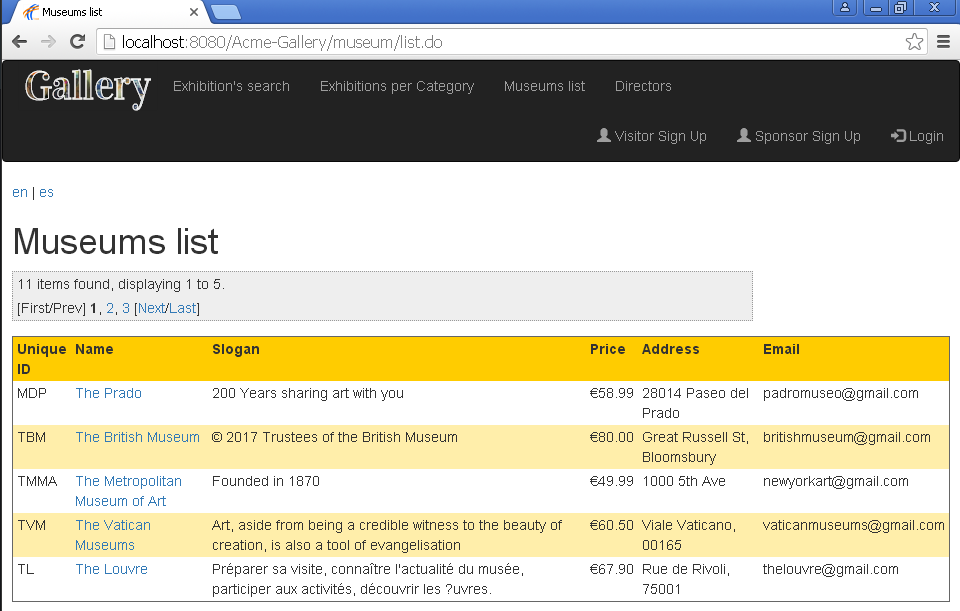 Museums list
localhost:8080/Acme-Gallery/museum/list.do
Gallery Exhibition's search Exhibitions per Category Museums list Directors
Visitor Sign Up Sponsor Sign Up Login
en | es
Museums list
11 items found, displaying 1 to 5.
[First/Prev] 1, 2, 3 [Next/Last]
Unique Name Slogan Price Address Email
ID
MDP The Prado 200 Years sharing art with you €58.99 28014 Paseo del padromuseo@gmail.com
Prado
TBM The British Museum © 2017 Trustees of the British Museum €80.00 Great Russell St, britishmuseum@gmail.com
Bloomsbury
TMMA The Metropolitan Founded in 1870 €49.99 1000 5th Ave newyorkart@gmail.com
Museum of Art
TVM The Vatican Art, aside from being a credible witness to the beauty of €60.50 Viale Vaticano, vaticanmuseums@gmail.com
Museums creation, is also a tool of evangelisation 00165
TL The Louvre Préparer sa visite, connaître l'actualité du musée, €67.90 Rue de Rivoli, thelouvre@gmail.com
participer aux activités, découvrir les ?uvres. 75001